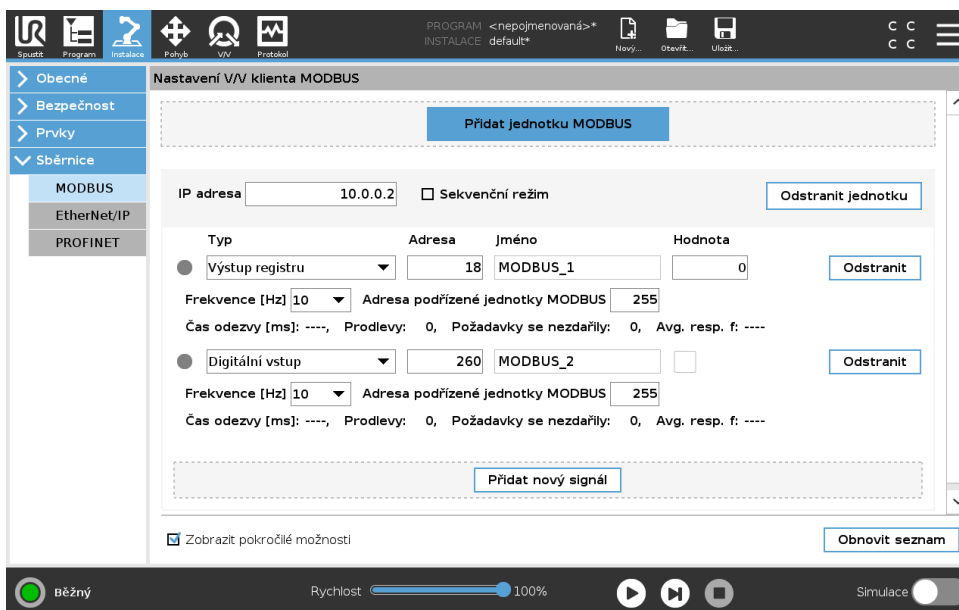 UR PROGRAM <nepojmenovaná>* C C
INSTALACE default* C C
Spustit Program Instalace Pohyb V/V Protokol Nový... Otevřít... Uložit...
Obecné
Bezpečnost
Prvky
Sběrnice
MODBUS
EtherNet/IP
PROFINET
Nastavení V/V klienta MODBUS
Přidat jednotku MODBUS
IP adresa 10.0.0.2 Sekvenční režim Odstranit jednotku
Typ Adresa Jméno Hodnota
Výstup registru 18 MODBUS_1 0 Odstranit
Frekvence [Hz] 10 Adresa podřízené jednotky MODBUS 255
Čas odezvy [ms]: ----, Prodlevy: 0, Požadavky se nezdařily: 0, Avg. resp. f: ----
Digitální vstup 260 MODBUS_2 Odstranit
Frekvence [Hz] 10 Adresa podřízené jednotky MODBUS 255
Čas odezvy [ms]: ----, Prodlevy: 0, Požadavky se nezdařily: 0, Avg. resp. f: ----
Přidat nový signál
Zobrazit pokročilé možnosti Obnovit seznam
Běžný Rychlost 100% Simulace